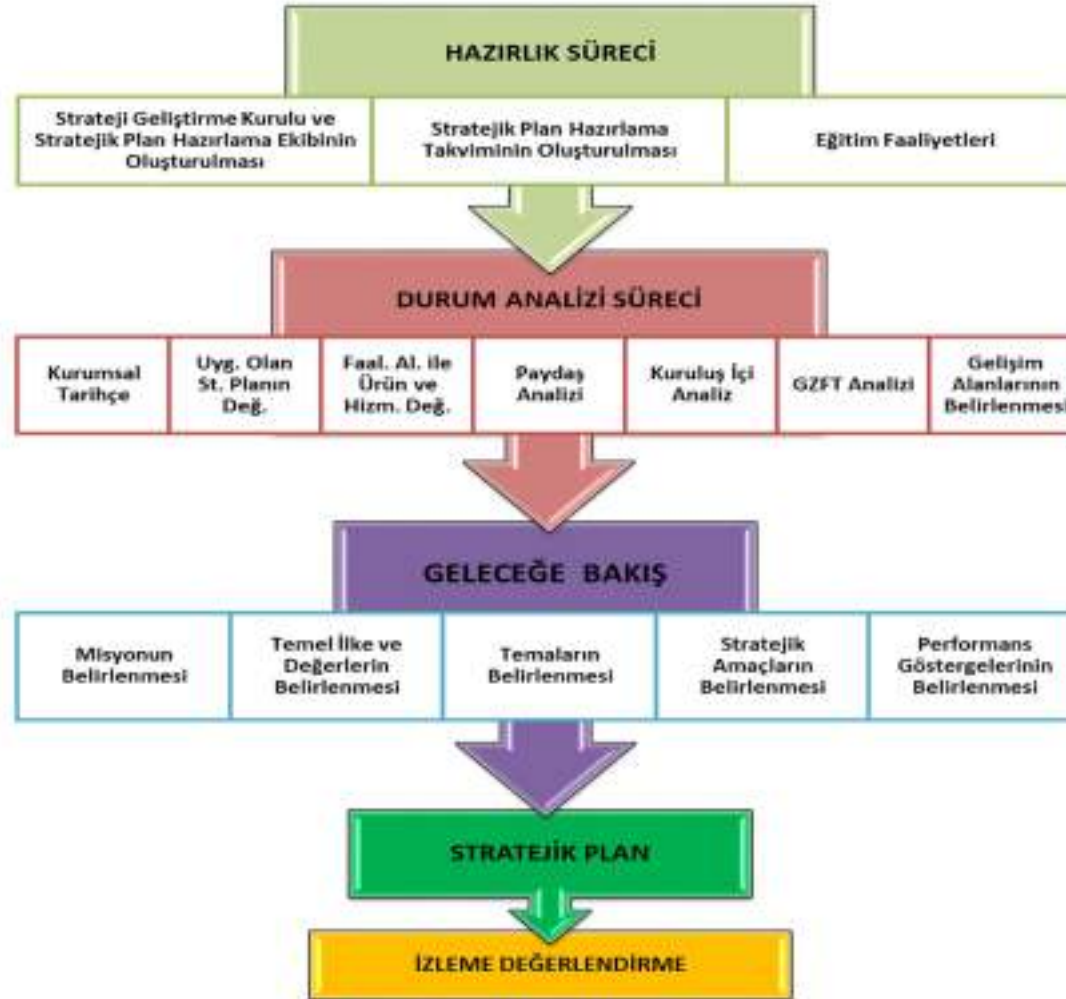 HAZIRLIK SÜRECİ
Strateji Geliştirme Kurulu ve
Stratejik Plan Hazırlama Ekibinin
Oluşturulması
Stratejik Plan Hazırlama
Takviminin Oluşturulması
Eğitim Faaliyetleri
DURUM ANALİZİ SÜRECİ
Kurumsal
Tarihçe
Uyg. Olan
St. Planın
Değ.
Faal. Al. ile
Ürün ve
Hizm. Değ.
Paydaş
Analizi
Kuruluş İçi
Analiz
GZFT Analizi
Gelişim
Alanlarının
Belirlenmesi
GELECEĞE BAKIŞ
Misyonun
Belirlenmesi
Temel İlke ve
Değerlerin
Belirlenmesi
Temaların
Belirlenmesi
Stratejik
Amaçların
Belirlenmesi
Performans
Göstergelerinin
Belirlenmesi
STRATEJİK PLAN
İZLEME DEĞERLENDİRME